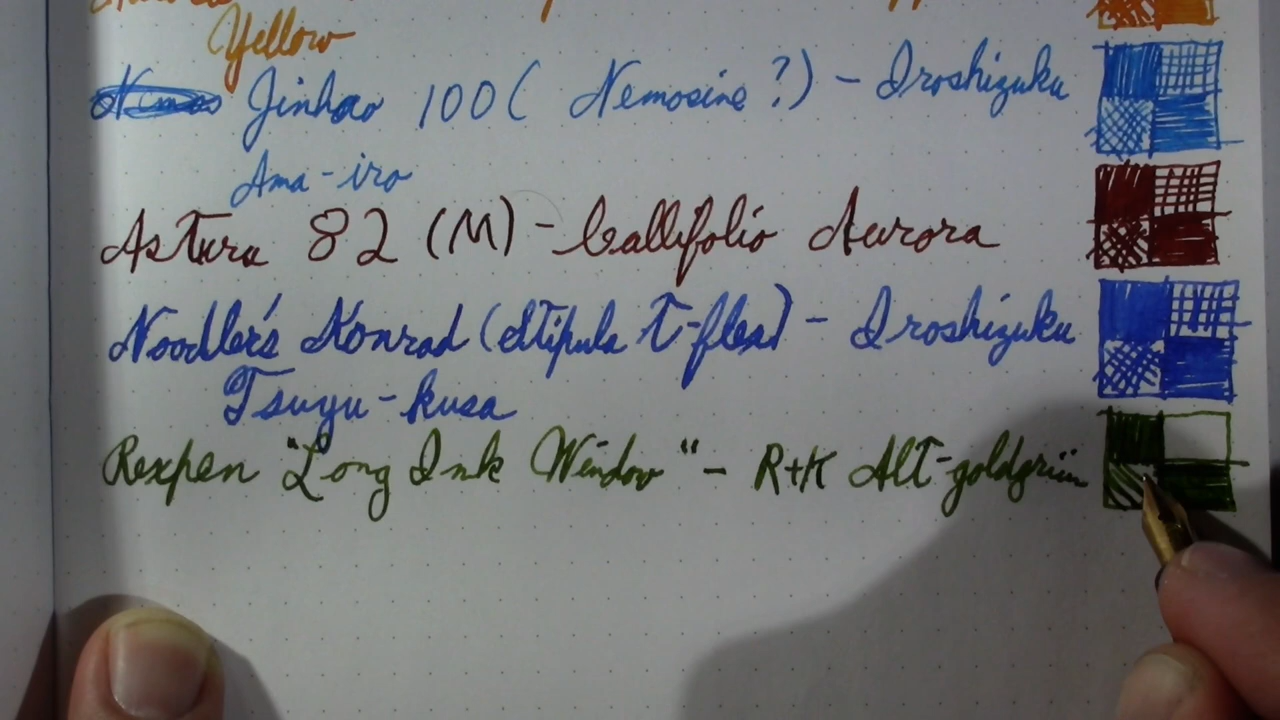 Yellow
Jinhao 100 ( Nemosine ?) - Iroshizuku
Ama-iro
Astura 82 (M) - Callifolio Aurora
Noodler's Konrad (Stipula T-flex) - Iroshizuku
Tsuyu-kusa
Rexpen "Long Ink Window" - R+K Alt-goldgrün